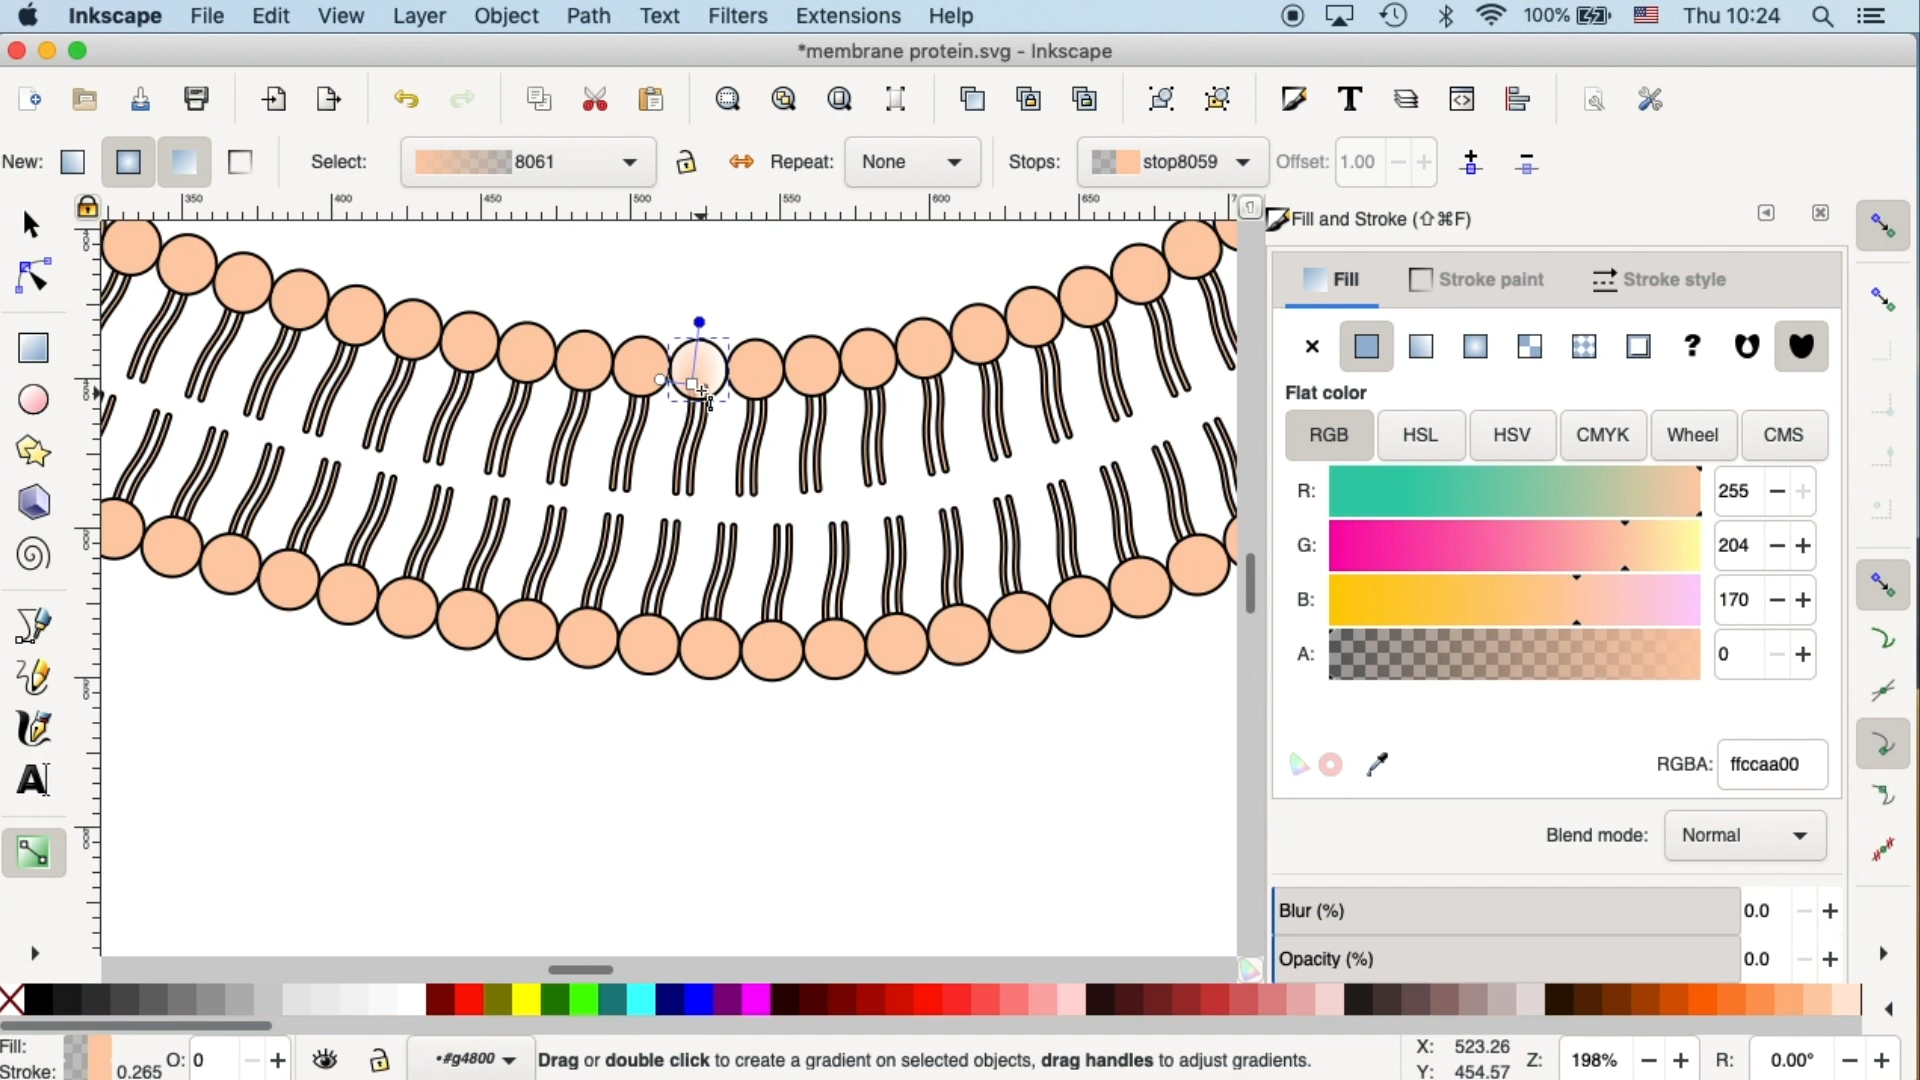 Inkscape File Edit View Layer Object Path Text Filters Extensions Help 100% Thu 10:24
*membrane protein.svg - Inkscape
New: Select: 8061 Repeat: None Stops: stop8059 Offset: 1.00
350 400 450 500 550 600 650
Fill and Stroke (⇧⌘F)
Fill Stroke paint Stroke style
Flat color
RGB HSL HSV CMYK Wheel CMS
R: 255
G: 204
B: 170
A: 0
RGBA: ffccaa00
Blend mode: Normal
Blur (%) 0.0
Opacity (%) 0.0
Fill: O: 0 •#g4800 Drag or double click to create a gradient on selected objects, drag handles to adjust gradients. X: 523.26 Z: 198% R: 0.00°
Stroke: 0.265 Y: 454.57